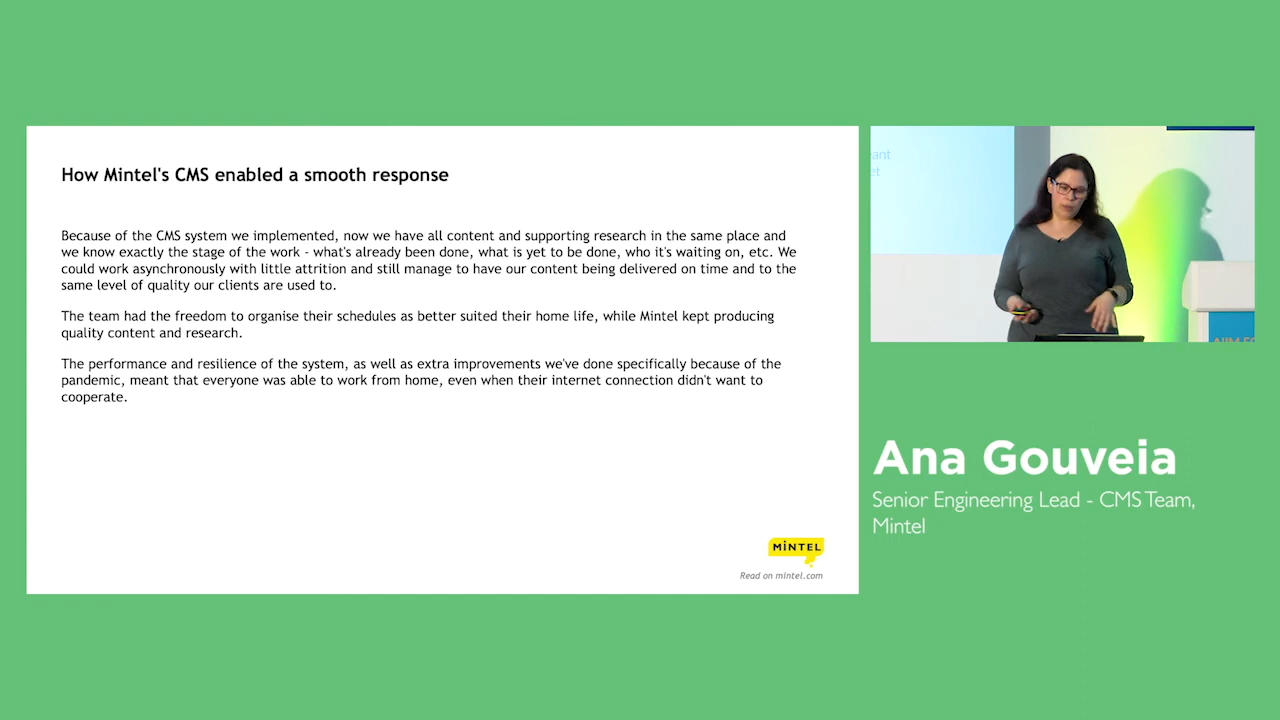 How Mintel's CMS enabled a smooth response
Because of the CMS system we implemented, now we have all content and supporting research in the same place and
we know exactly the stage of the work - what's already been done, what is yet to be done, who it's waiting on, etc. We
could work asynchronously with little attrition and still manage to have our content being delivered on time and to the
same level of quality our clients are used to.
The team had the freedom to organise their schedules as better suited their home life, while Mintel kept producing
quality content and research.
The performance and resilience of the system, as well as extra improvements we've done specifically because of the
pandemic, meant that everyone was able to work from home, even when their internet connection didn't want to
cooperate.
MiNTEL
Read on mintel.com
Ana Gouveia
Senior Engineering Lead - CMS Team,
Mintel